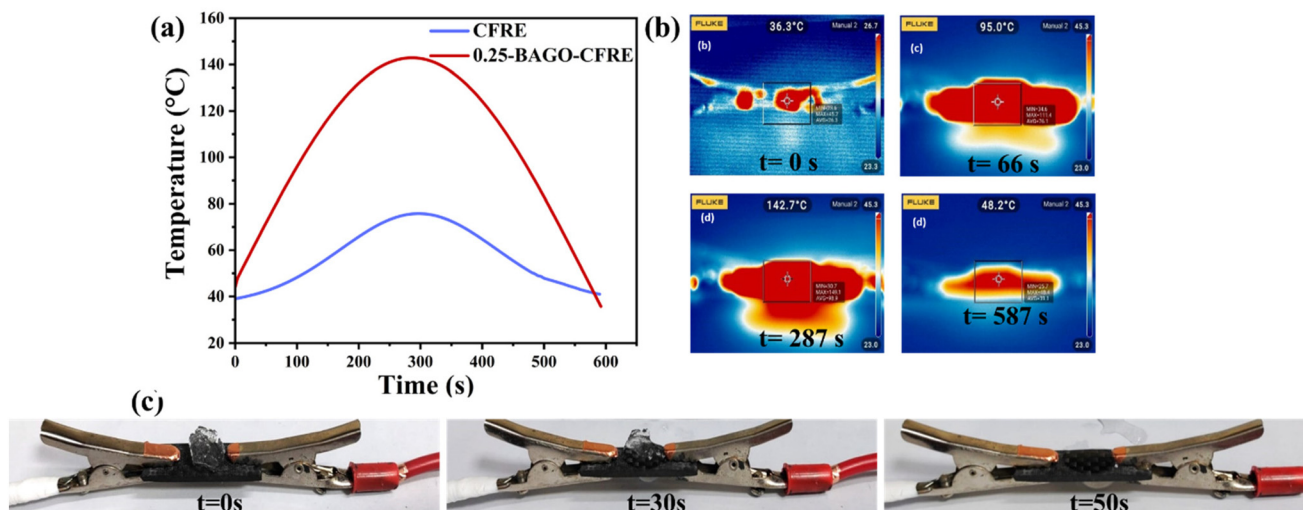 (a)
CFRE
0.25-BAGO-CFRE
Temperature (°C)
160
140
120
100
80
60
40
20
0
100
200
300
400
500
600
Time (s)
(b)
FLUKE
36.3°C
Manual 2
26.7
(b)
t= 0 s
23.3
FLUKE
95.0°C
Manual 2
45.3
(c)
t= 66 s
23.0
FLUKE
142.7°C
Manual 2
45.3
(d)
t= 287 s
23.0
FLUKE
48.2°C
Manual 2
45.3
(d)
t= 587 s
23.0
(c)
t=0s
t=30s
t=50s